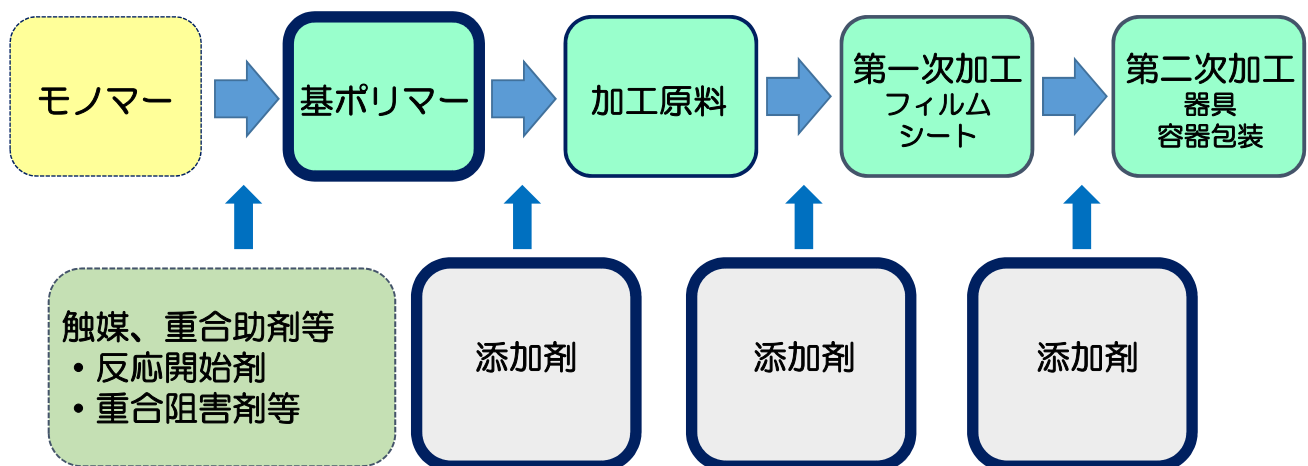 モノマー
基ポリマー
加工原料
第一次加工
フィルム
シート
第二次加工
器具
容器包装
触媒、重合助剤等
・反応開始剤
・重合阻害剤等
添加剤
添加剤
添加剤